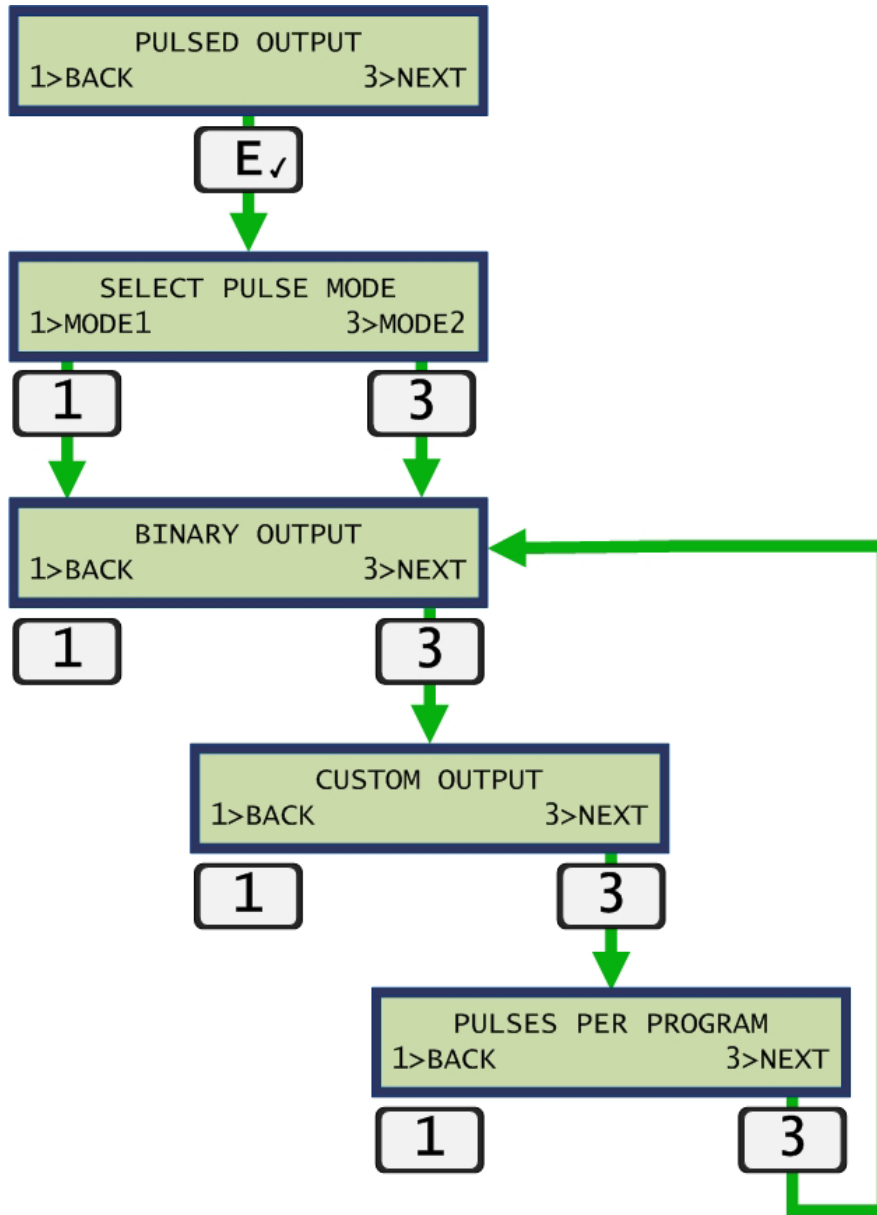 PULSED OUTPUT
1>BACK 3>NEXT
E✓
SELECT PULSE MODE
1>MODE1 3>MODE2
1 3
BINARY OUTPUT
1>BACK 3>NEXT
1 3
CUSTOM OUTPUT
1>BACK 3>NEXT
1 3
PULSES PER PROGRAM
1>BACK 3>NEXT
1 3